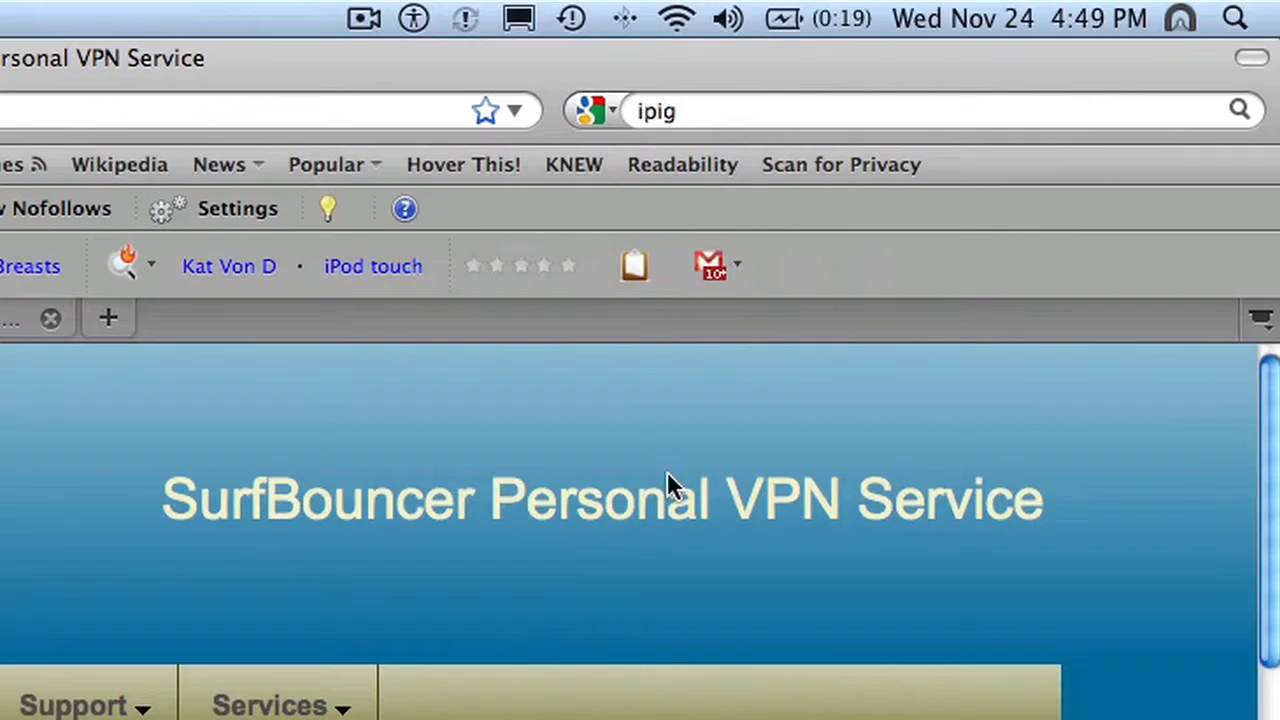 (0:19) Wed Nov 24 4:49 PM
rsonal VPN Service
ipig
es Wikipedia News Popular Hover This! KNEW Readability Scan for Privacy
w Nofollows Settings ?
Breasts Kat Von D · iPod touch 10+
... +
SurfBouncer Personal VPN Service
Support Services